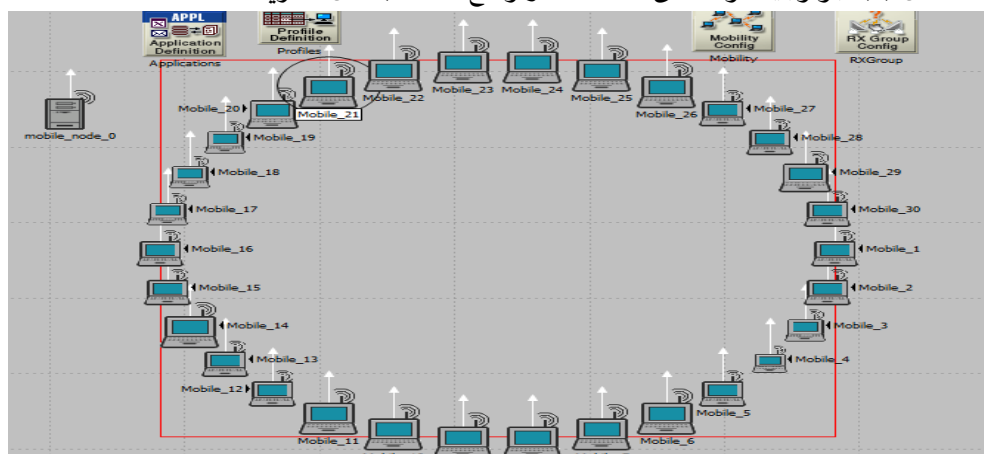 APPL
Application
Definition
Applications
Profile
Definition
Profiles
Mobility
Config
Mobility
RX Group
Config
RXGroup
mobile_node_0
Mobile_20
Mobile_21
Mobile_22
Mobile_23
Mobile_24
Mobile_25
Mobile_26
Mobile_27
Mobile_19
Mobile_28
Mobile_18
Mobile_29
Mobile_17
Mobile_30
Mobile_16
Mobile_1
Mobile_15
Mobile_2
Mobile_14
Mobile_3
Mobile_13
Mobile_4
Mobile_12
Mobile_5
Mobile_11
Mobile_6